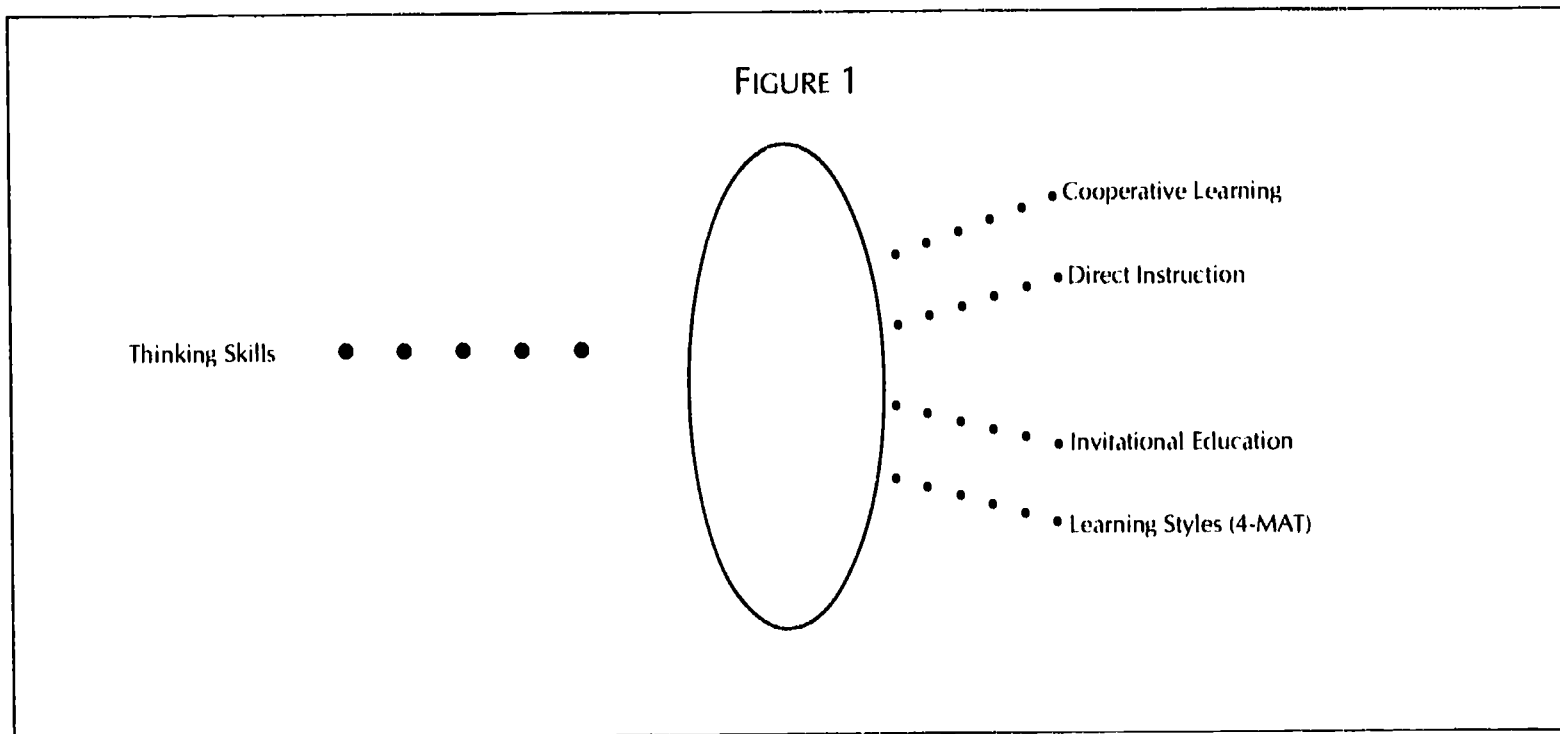 FIGURE 1
Cooperative Learning
Direct Instruction
Thinking Skills
Invitational Education
Learning Styles (4-MAT)